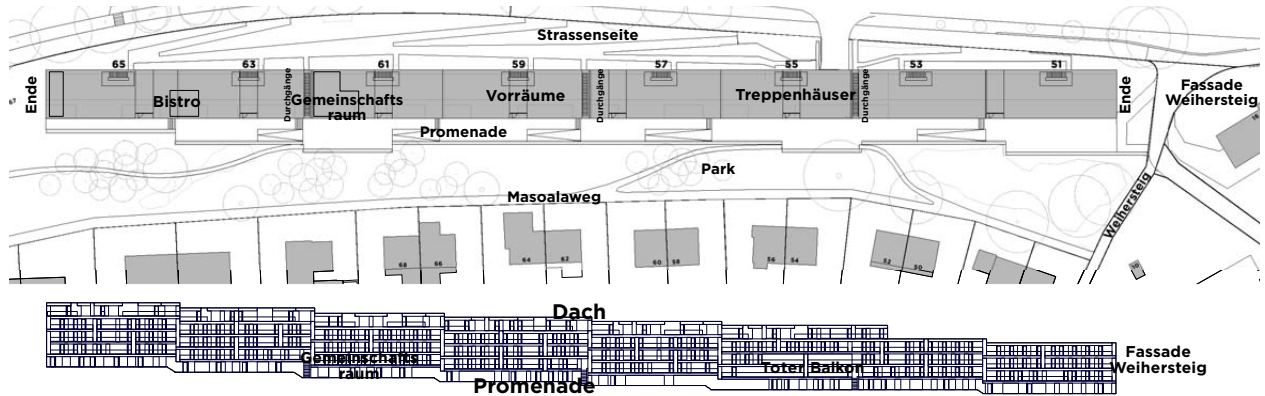 Strassenseite
65
63
61
59
57
55
53
51
Ende
Bistro
Durchgänge
Gemeinschafts
raum
Vorräume
Durchgänge
Treppenhäuser
Durchgänge
Ende
Fassade
Weihersteig
Promenade
Park
Masoalaweg
Weihersteig
68
66
64
62
60
58
56
54
52
50
Dach
Gemeinschafts
raum
Promenade
Toter Balkon
Fassade
Weihersteig